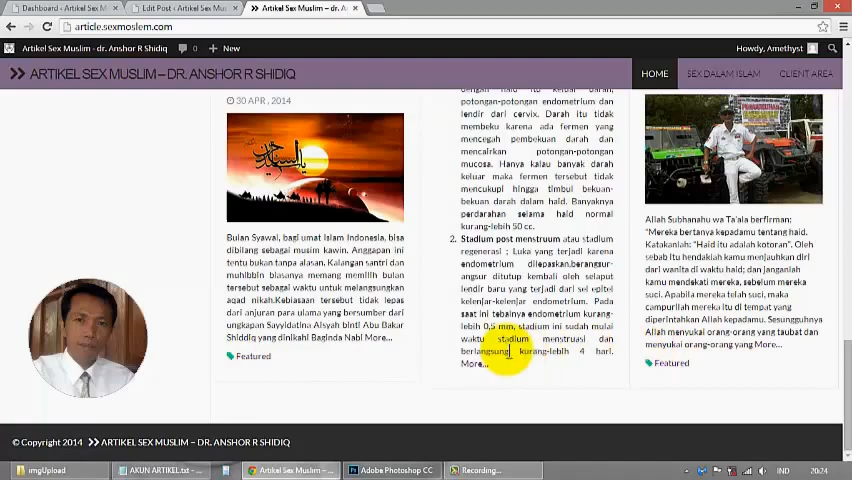 Dashboard ‹ Artikel Sex M
Edit Post ‹ Artikel Sex Mus
Artikel Sex Muslim – dr. An
article.sexmoslem.com
Artikel Sex Muslim - dr. Anshor R Shidiq
0
New
Howdy, Amethyst
ARTIKEL SEX MUSLIM – DR. ANSHOR R SHIDIQ
HOME
SEX DALAM ISLAM
CLIENT AREA
30 APR , 2014
Bulan Syawal, bagi umat Islam Indonesia, bisa
dibilang sebagai musim kawin. Anggapan ini
tentu bukan tanpa alasan. Kalangan santri dan
muhibbin biasanya memang memilih bulan
tersebut sebagai waktu untuk melangsungkan
aqad nikah.Kebiasaan tersebut tidak lepas
dari anjuran para ulama yang bersumber dari
ungkapan Sayyidatina Aisyah binti Abu Bakar
Shiddiq yang dinikahi Baginda Nabi More...
Featured
dengan haid itu keluar darah,
potongan-potongan endometrium dan
lendir dari cervix. Darah itu tidak
membeku karena ada fermen yang
mencegah pembekuan darah dan
mencairkan potongan-potongan
mucosa. Hanya kalau banyak darah
keluar maka fermen tersebut tidak
mencukupi hingga timbul bekuan-
bekuan darah dalam haid. Banyaknya
perdarahan selama haid normal
kurang-lebih 50 cc.
2. Stadium post menstruum atau stadium
regenerasi ; Luka yang terjadi karena
endometrium dilepaskan,berangsur-
angsur ditutup kembali oleh selaput
lendir baru yang terjadi dari sel epitel
kelenjar-kelenjar endometrium. Pada
saat ini tebalnya endometrium kurang-
lebih 0,5 mm, stadium ini sudah mulai
waktu stadium menstruasi dan
berlangsung kurang-lebih 4 hari.
More...
Allah Subhanahu wa Ta'ala berfirman:
"Mereka bertanya kepadamu tentang haid.
Katakanlah: "Haid itu adalah kotoran". Oleh
sebab itu hendaklah kamu menjauhkan diri
dari wanita di waktu haid; dan janganlah
kamu mendekati mereka, sebelum mereka
suci. Apabila mereka telah suci, maka
campurilah mereka itu di tempat yang
diperintahkan Allah kepadamu. Sesungguhnya
Allah menyukai orang-orang yang taubat dan
menyukai orang-orang yang More...
Featured
© Copyright 2014 ARTIKEL SEX MUSLIM – DR. ANSHOR R SHIDIQ
imgUpload
AKUN ARTIKEL.txt - ...
Artikel Sex Muslim – ...
Adobe Photoshop CC
Recording...
IND
20:24